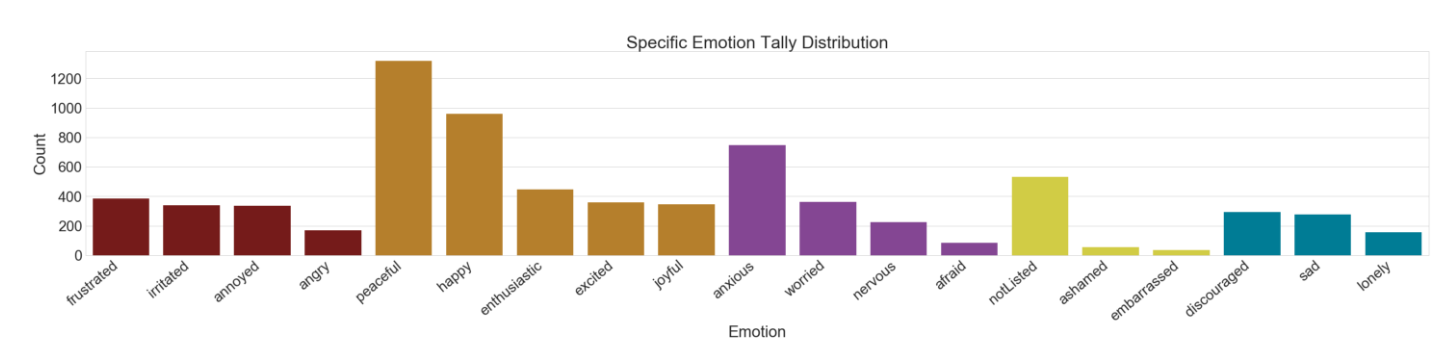 Specific Emotion Tally Distribution
1200
1000
800
600
400
200
0
Count
frustrated
irritated
annoyed
angry
peaceful
happy
enthusiastic
excited
joyful
anxious
worried
nervous
afraid
notListed
ashamed
embarrassed
discouraged
sad
lonely
Emotion